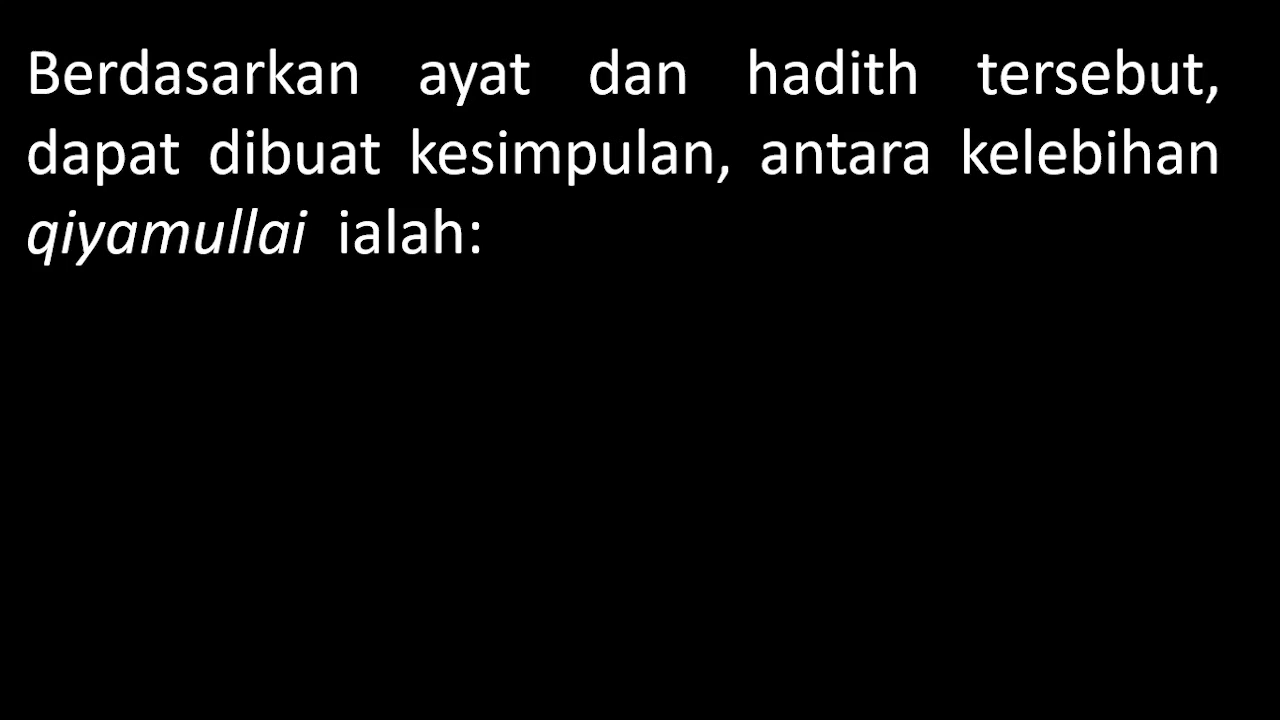 Berdasarkan ayat dan hadith tersebut,
dapat dibuat kesimpulan, antara kelebihan
qiyamullai ialah: